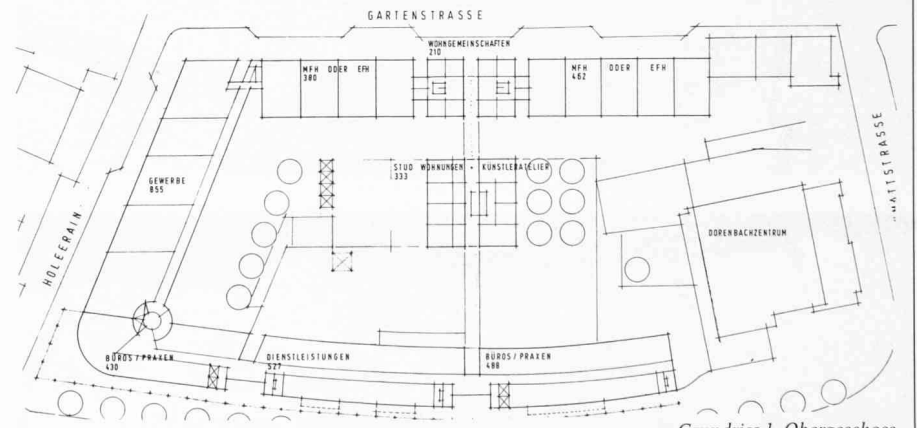 GARTENSTRASSE
WOHNGEMEINSCHAFTEN
210
MFH ODER EFH
380
MFH ODER EFH
462
STUD WOHNUNGEN + KÜNSTLERATELIER
333
GEWERBE
855
HOLEERAIN
DORENBACHZENTRUM
BÜROS/PRAXEN
430
DIENSTLEISTUNGEN
527
BÜROS/PRAXEN
488
Grundriss 1. Obergeschoss